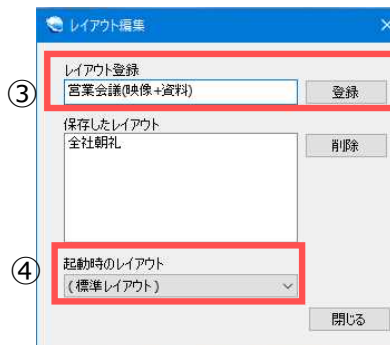 レイアウト編集
③
レイアウト登録
営業会議(映像+資料)
登録
保存したレイアウト
全社朝礼
削除
④
起動時のレイアウト
(標準レイアウト)
閉じる